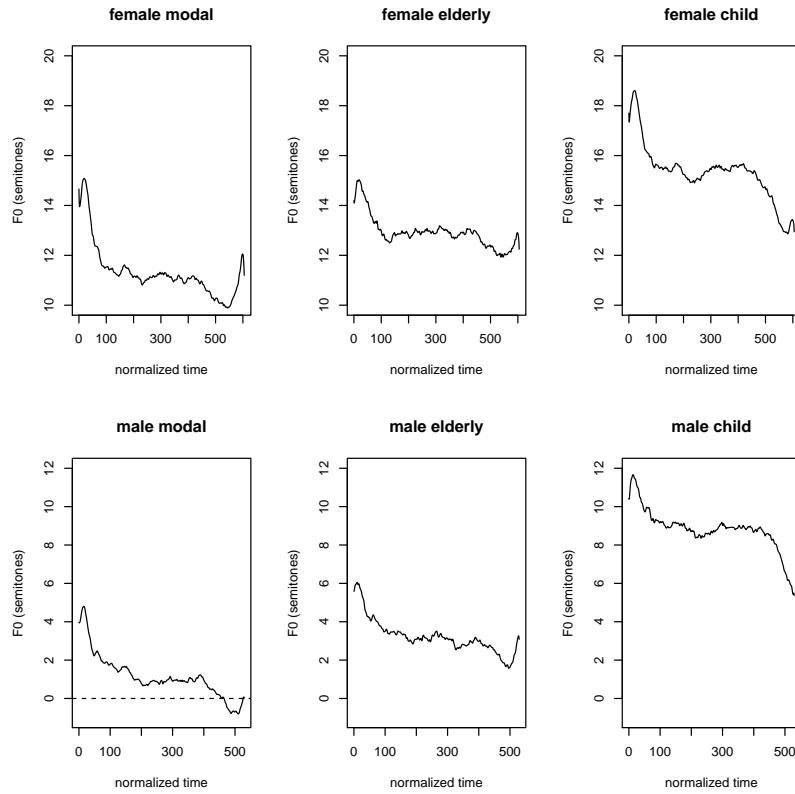 female modal
F0 (semitones)
20
18
16
14
12
10
0 100 300 500
normalized time
female elderly
F0 (semitones)
20
18
16
14
12
10
0 100 300 500
normalized time
female child
F0 (semitones)
20
18
16
14
12
10
0 100 300 500
normalized time
male modal
F0 (semitones)
12
10
8
6
4
2
0
0 100 300 500
normalized time
male elderly
F0 (semitones)
12
10
8
6
4
2
0
0 100 300 500
normalized time
male child
F0 (semitones)
12
10
8
6
4
2
0
0 100 300 500
normalized time